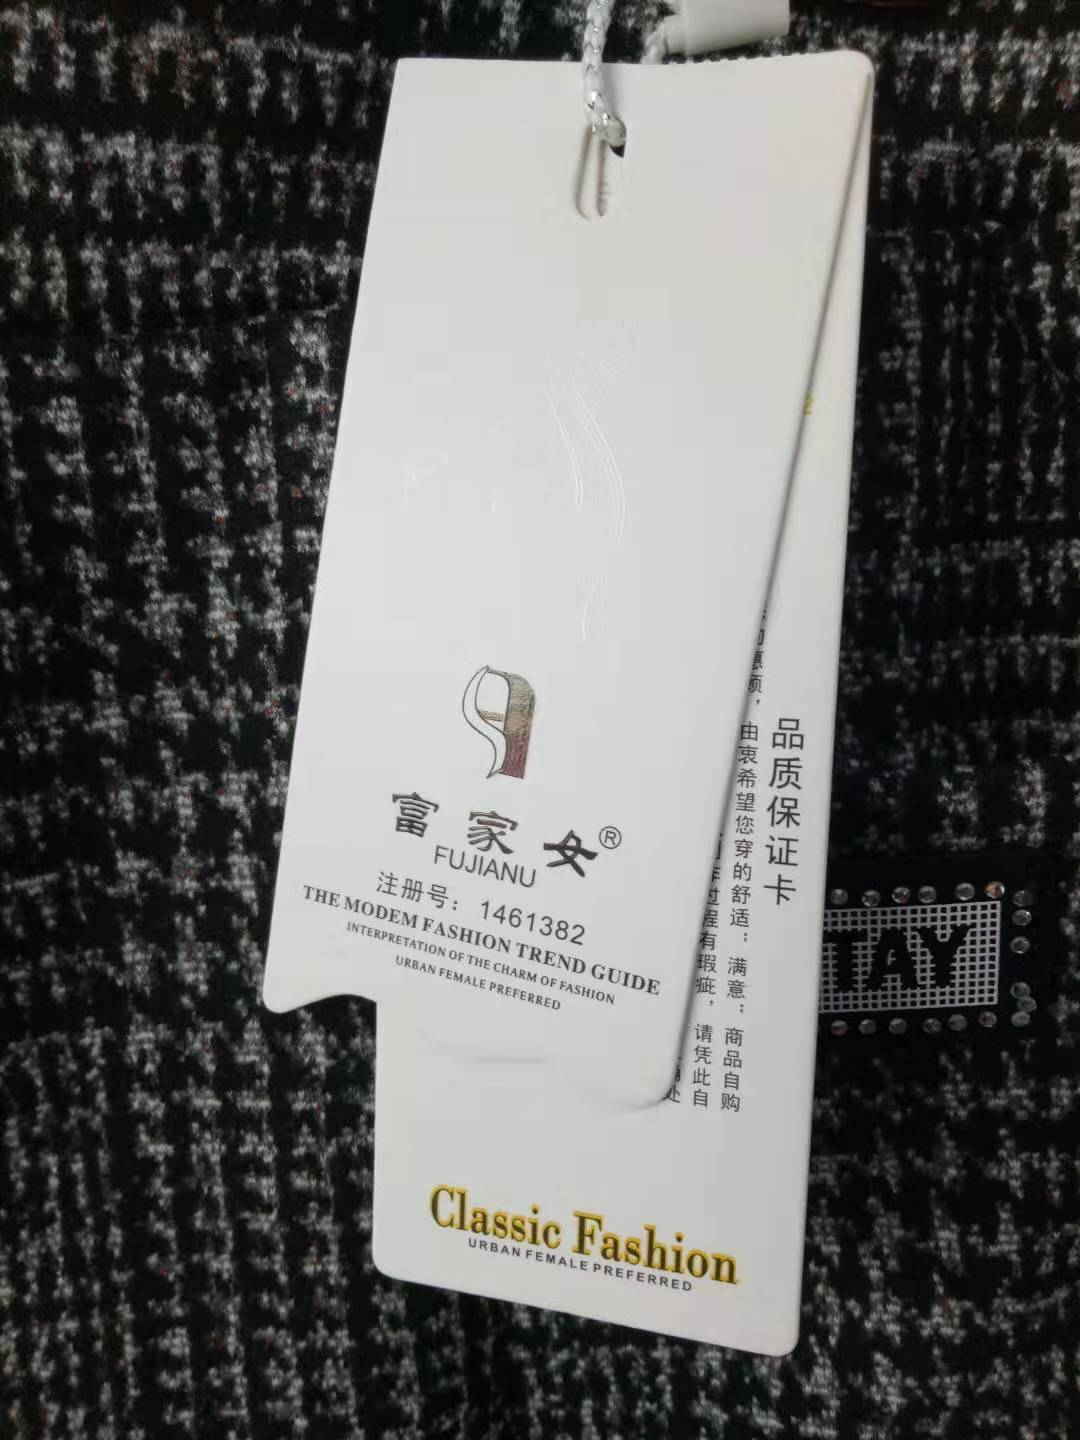 富家女®
FUJIANU
注册号：1461382
THE MODEM FASHION TREND GUIDE
INTERPRETATION OF THE CHARM OF FASHION
URBAN FEMALE PREFERRED
品质保证卡
惠顾，由衷希望您穿的舒适；满意；商品自购
过程有瑕疵，请凭此自
处
Classic Fashion
URBAN FEMALE PREFERRED
TAY